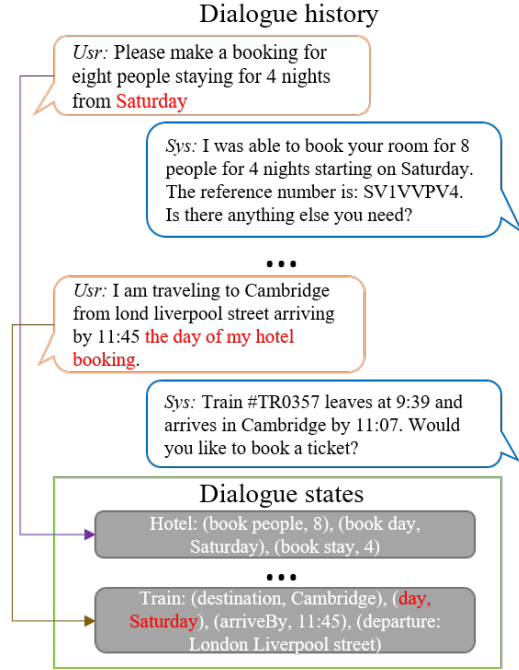 Dialogue history
Usr: Please make a booking for
eight people staying for 4 nights
from Saturday
Sys: I was able to book your room for 8
people for 4 nights starting on Saturday.
The reference number is: SV1VVPV4.
Is there anything else you need?
...
Usr: I am traveling to Cambridge
from lond liverpool street arriving
by 11:45 the day of my hotel
booking.
Sys: Train #TR0357 leaves at 9:39 and
arrives in Cambridge by 11:07. Would
you like to book a ticket?
Dialogue states
Hotel: (book people, 8), (book day,
Saturday), (book stay, 4)
...
Train: (destination, Cambridge), (day,
Saturday), (arriveBy, 11:45), (departure:
London Liverpool street)